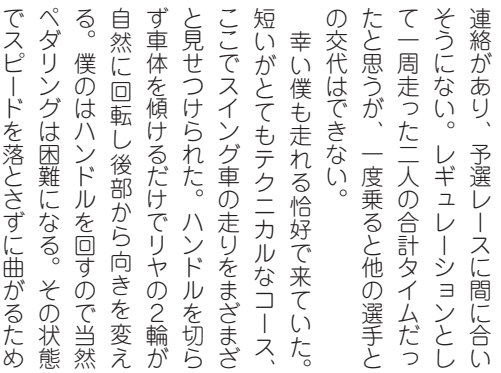 連絡があり、予選レースに間に合い
そうにない。レギュレーションとし
て一周走った二人の合計タイムだっ
たと思うが、一度乗ると他の選手と
の交代はできない。
幸い僕も走れる恰好で来ていた。
短いがとてもテクニカルなコース、
ここでスイング車の走りをまざまざ
と見せつけられた。ハンドルを切ら
ず車体を傾けるだけでリヤの2輪が
自然に回転し後部から向きを変え
る。僕のはハンドルを回すので当然
ペダリングは困難になる。その状態
でスピードを落とさずに曲がるため